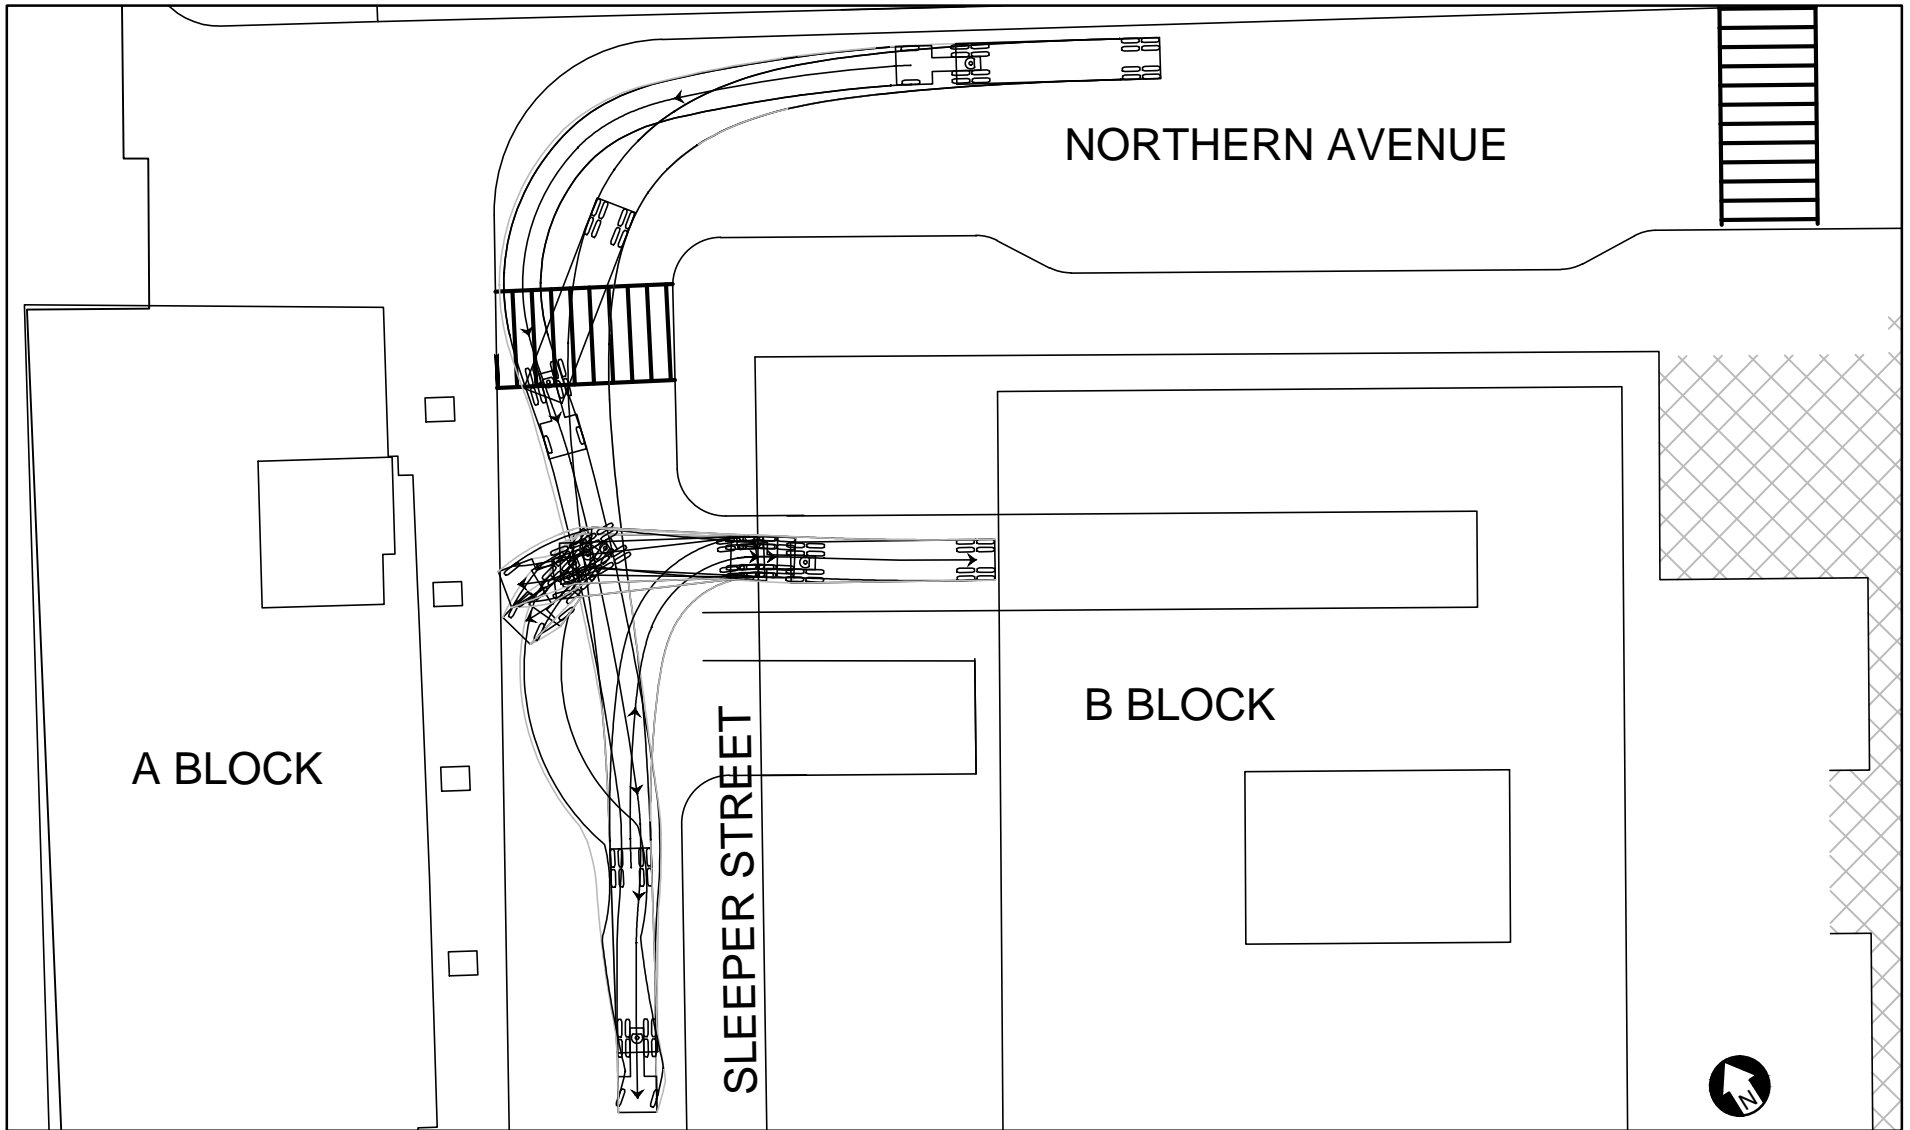 NORTHERN AVENUE
A BLOCK
B BLOCK
SLEEPER STREET
N